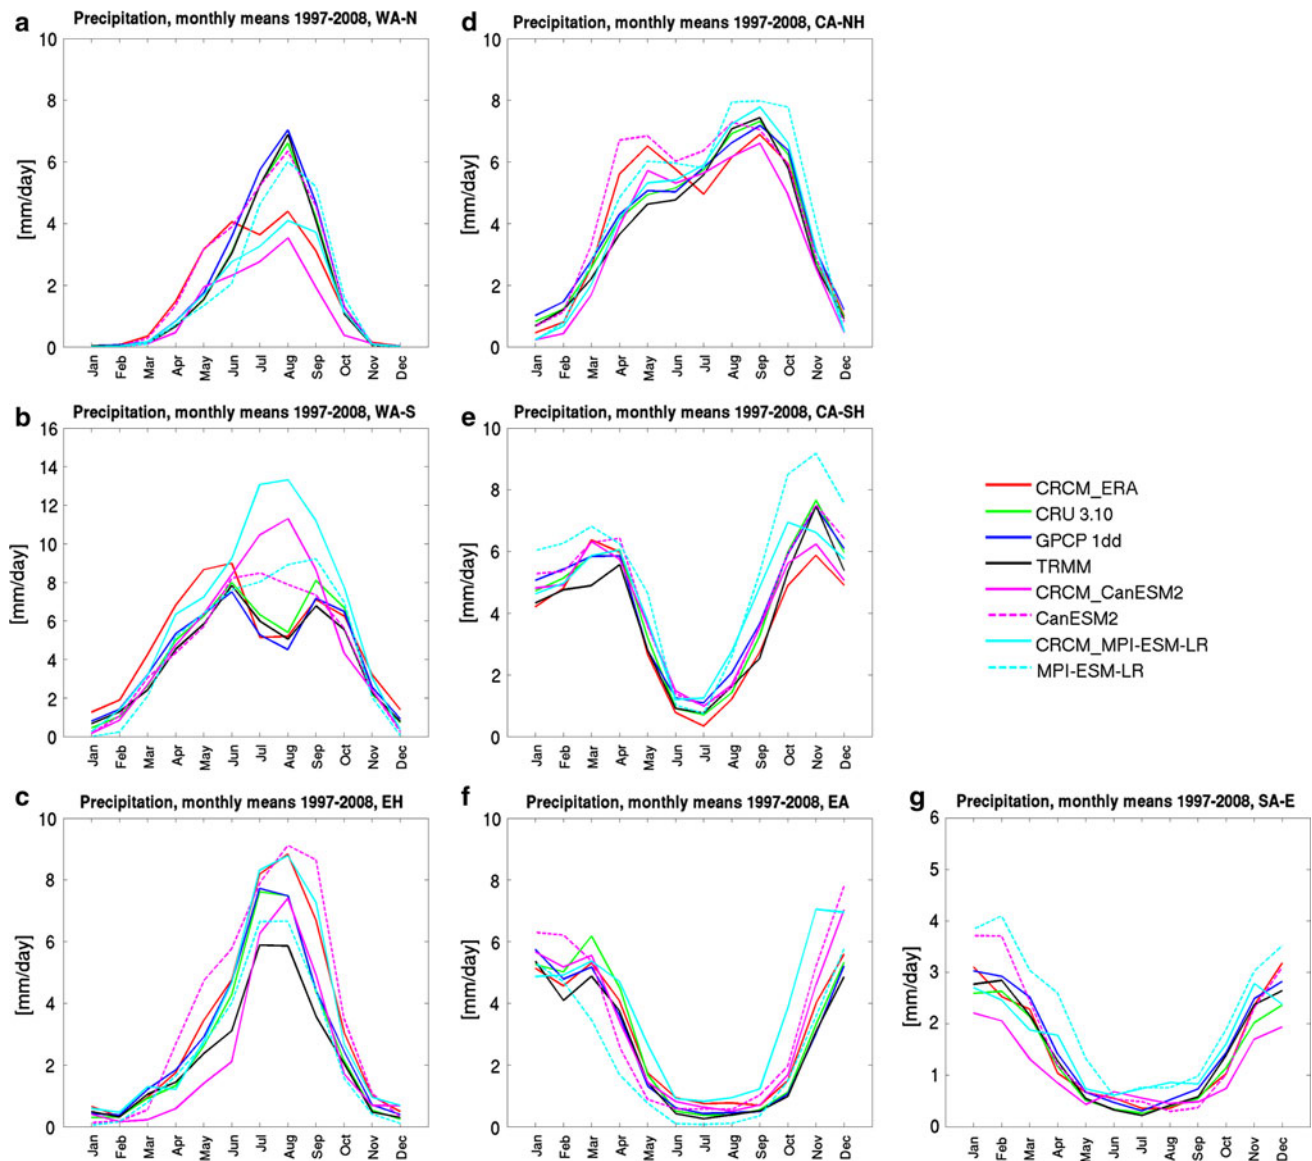 a
Precipitation, monthly means 1997-2008, WA-N
[mm/day]
10
8
6
4
2
0
Jan
Feb
Mar
Apr
May
Jun
Jul
Aug
Sep
Oct
Nov
Dec
d
Precipitation, monthly means 1997-2008, CA-NH
[mm/day]
10
8
6
4
2
0
Jan
Feb
Mar
Apr
May
Jun
Jul
Aug
Sep
Oct
Nov
Dec
b
Precipitation, monthly means 1997-2008, WA-S
[mm/day]
16
14
12
10
8
6
4
2
0
Jan
Feb
Mar
Apr
May
Jun
Jul
Aug
Sep
Oct
Nov
Dec
e
Precipitation, monthly means 1997-2008, CA-SH
[mm/day]
10
8
6
4
2
0
Jan
Feb
Mar
Apr
May
Jun
Jul
Aug
Sep
Oct
Nov
Dec
CRCM_ERA
CRU 3.10
GPCP 1dd
TRMM
CRCM_CanESM2
CanESM2
CRCM_MPI-ESM-LR
MPI-ESM-LR
c
Precipitation, monthly means 1997-2008, EH
[mm/day]
10
8
6
4
2
0
Jan
Feb
Mar
Apr
May
Jun
Jul
Aug
Sep
Oct
Nov
Dec
f
Precipitation, monthly means 1997-2008, EA
[mm/day]
10
8
6
4
2
0
Jan
Feb
Mar
Apr
May
Jun
Jul
Aug
Sep
Oct
Nov
Dec
g
Precipitation, monthly means 1997-2008, SA-E
[mm/day]
6
5
4
3
2
1
0
Jan
Feb
Mar
Apr
May
Jun
Jul
Aug
Sep
Oct
Nov
Dec